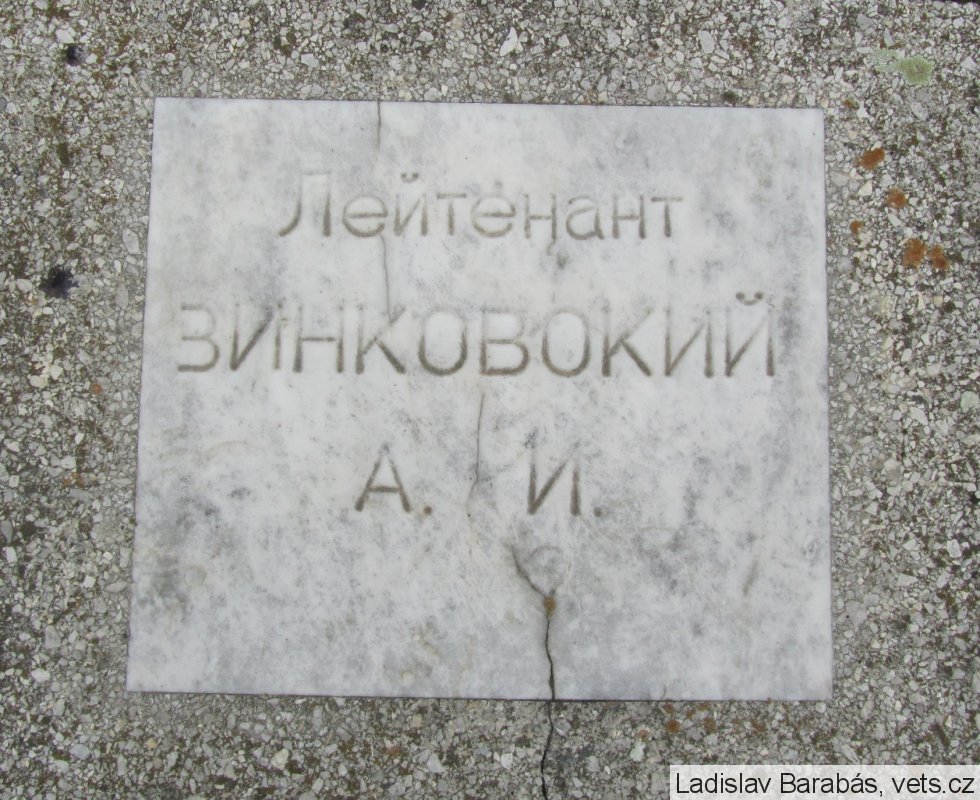 Лейтенант
ЗИНКОВОКИЙ
А. И.
Ladislav Barabás, vets.cz